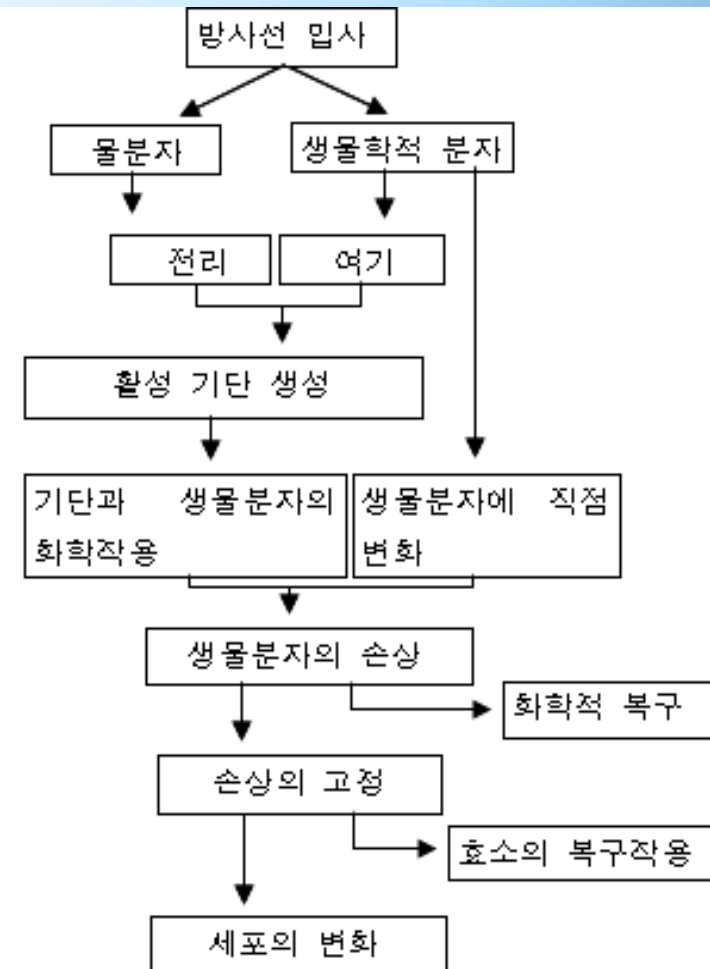 방사선 입사
물분자
생물학적 분자
전리
여기
활성 기단 생성
기단과 생물분자의
화학작용
생물분자에 직점
변화
생물분자의 손상
화학적 복구
손상의 고정
효소의 복구작용
세포의 변화